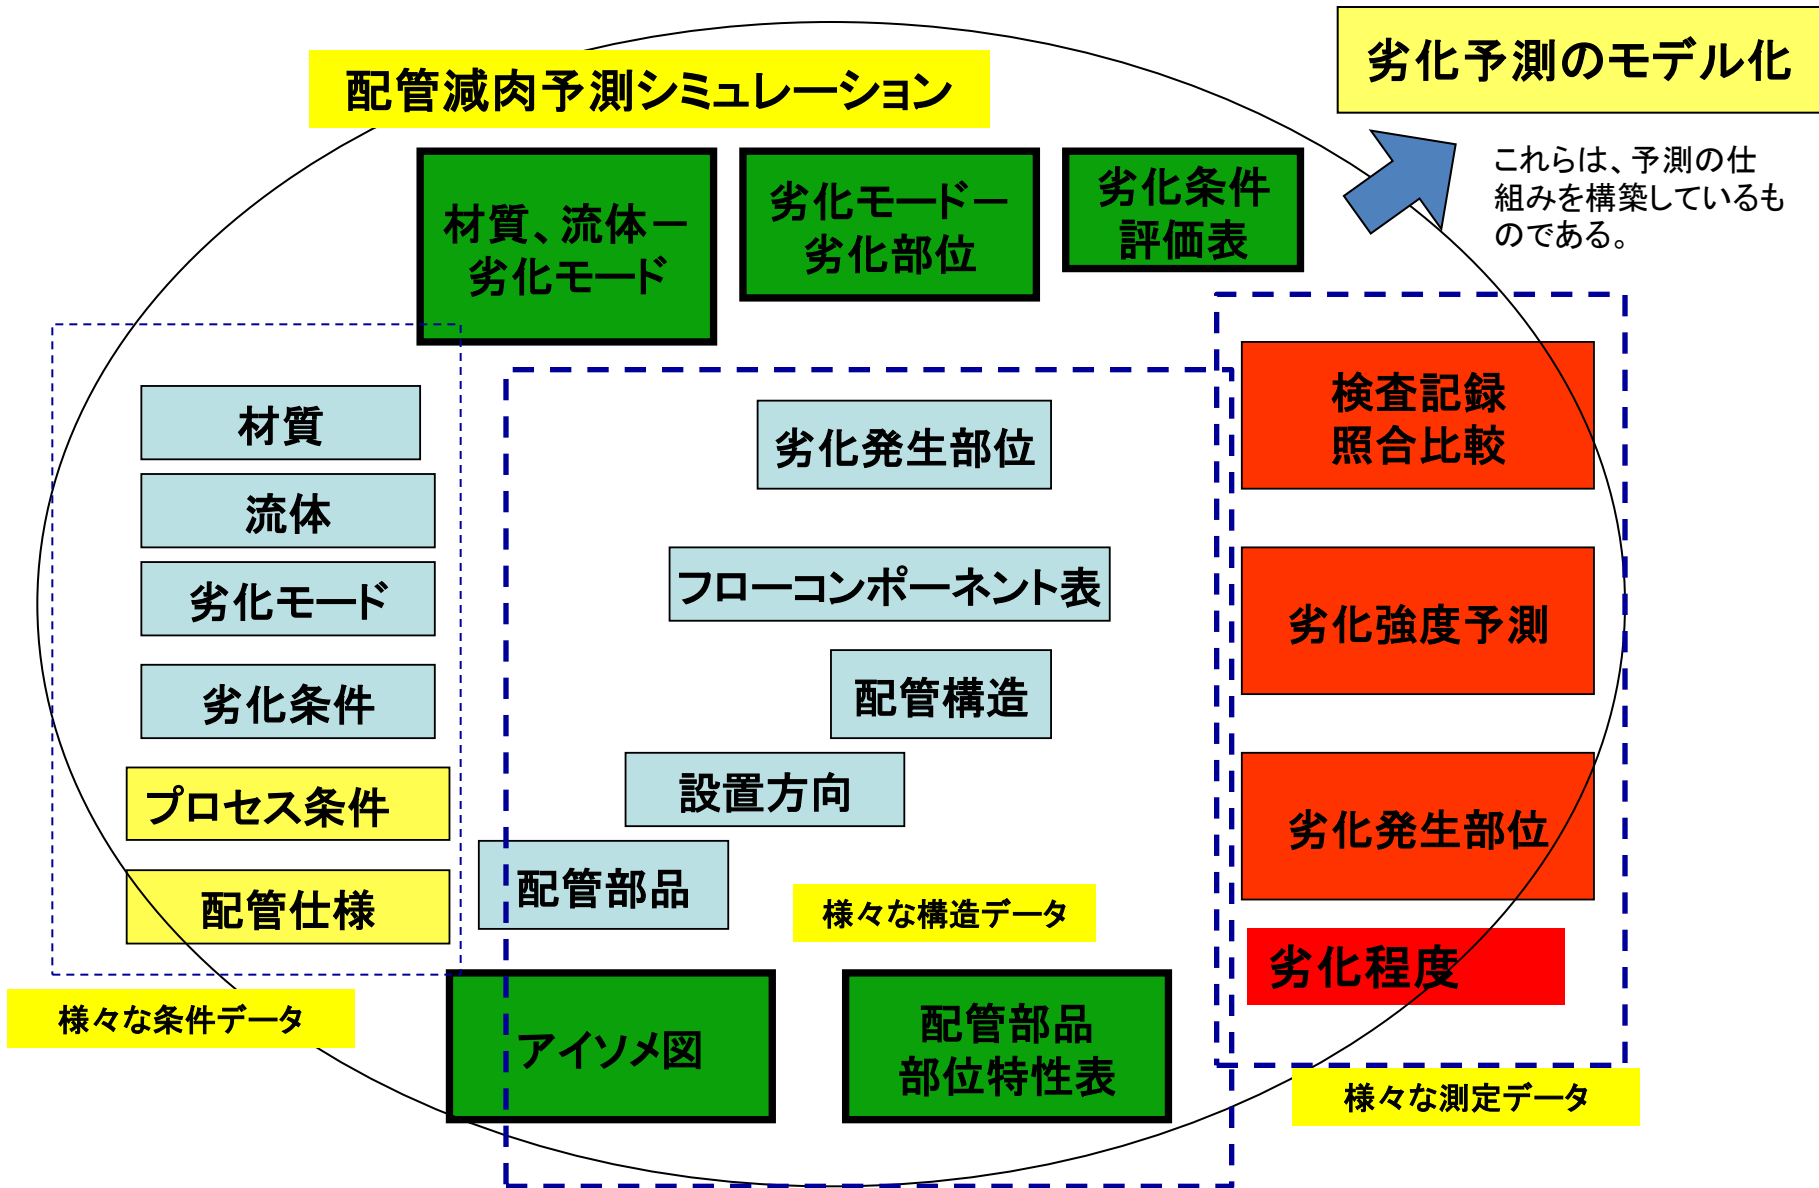 配管減肉予測シミュレーション
劣化予測のモデル化
これらは、予測の仕
組みを構築しているも
のである。
材質、流体－
劣化モード
劣化モード－
劣化部位
劣化条件
評価表
材質
流体
劣化モード
劣化条件
プロセス条件
配管仕様
様々な条件データ
劣化発生部位
フローコンポーネント表
配管構造
設置方向
配管部品
様々な構造データ
アイソメ図
配管部品
部位特性表
検査記録
照合比較
劣化強度予測
劣化発生部位
劣化程度
様々な測定データ